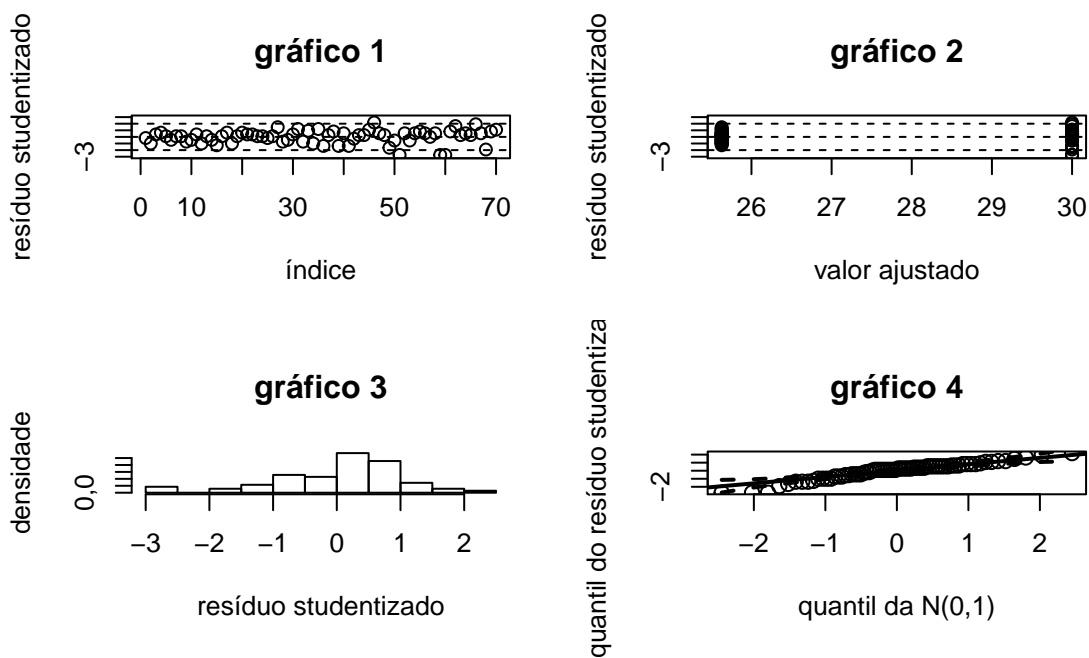 gráfico 1
resíduo studentizado
−3
0 10 30 50 70
índice
gráfico 2
resíduo studentizado
−3
26 27 28 29 30
valor ajustado
gráfico 3
densidade
0,0
−3 −2 −1 0 1 2
resíduo studentizado
gráfico 4
quantil do resíduo studentiza
−2
−2 −1 0 1 2
quantil da N(0,1)